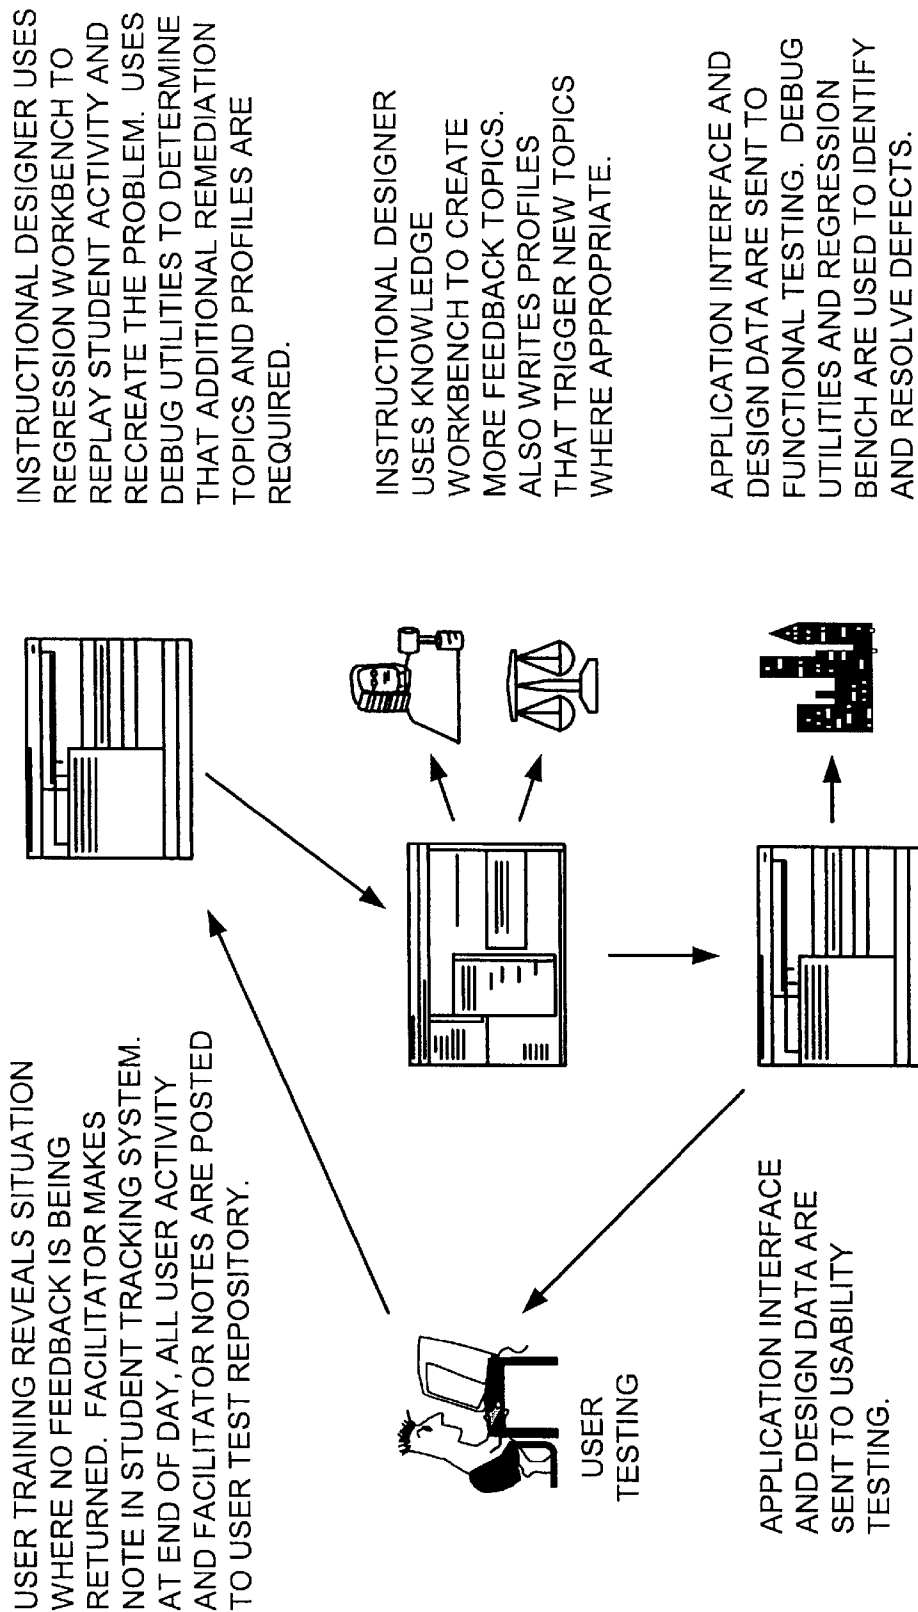 USER TRAINING REVEALS SITUATION
WHERE NO FEEDBACK IS BEING
RETURNED. FACILITATOR MAKES
NOTE IN STUDENT TRACKING SYSTEM.
AT END OF DAY, ALL USER ACTIVITY
AND FACILITATOR NOTES ARE POSTED
TO USER TEST REPOSITORY.
INSTRUCTIONAL DESIGNER USES
REGRESSION WORKBENCH TO
REPLAY STUDENT ACTIVITY AND
RECREATE THE PROBLEM. USES
DEBUG UTILITIES TO DETERMINE
THAT ADDITIONAL REMEDIATION
TOPICS AND PROFILES ARE
REQUIRED.
INSTRUCTIONAL DESIGNER
USES KNOWLEDGE
WORKBENCH TO CREATE
MORE FEEDBACK TOPICS.
ALSO WRITES PROFILES
THAT TRIGGER NEW TOPICS
WHERE APPROPRIATE.
USER
TESTING
APPLICATION INTERFACE
AND DESIGN DATA ARE
SENT TO USABILITY
TESTING.
APPLICATION INTERFACE AND
DESIGN DATA ARE SENT TO
FUNCTIONAL TESTING. DEBUG
UTILITIES AND REGRESSION
BENCH ARE USED TO IDENTIFY
AND RESOLVE DEFECTS.